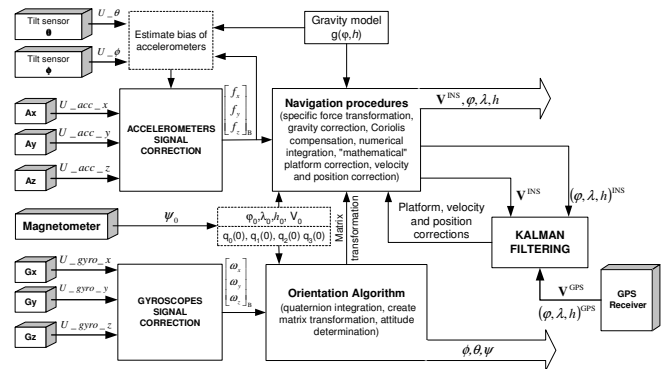 Tilt sensor
θ
U_θ
Tilt sensor
ϕ
U_ϕ
Estimate bias of
accelerometers
Gravity model
g(φ,h)
Ax
U_acc_x
Ay
U_acc_y
Az
U_acc_z
ACCELEROMETERS
SIGNAL
CORRECTION
[f_x
f_y
f_z]_B
Navigation procedures
(specific force transformation,
gravity correction, Coriolis
compensation, numerical
integration, "mathematical"
platform correction, velocity
and position correction)
V^INS, φ, λ, h
V^INS
(φ, λ, h)^INS
Platform, velocity
and position
corrections
KALMAN
FILTERING
Magnetometer
ψ_0
φ_0, λ_0, h_0, V_0
q_0(0), q_1(0), q_2(0) q_3(0)
Matrix
transformation
Gx
U_gyro_x
Gy
U_gyro_y
Gz
U_gyro_z
GYROSCOPES
SIGNAL
CORRECTION
[ω_x
ω_y
ω_z]_B
Orientation Algorithm
(quaternion integration, create
matrix transformation, attitude
determination)
V^GPS
(φ, λ, h)^GPS
GPS
Receiver
ϕ, θ, ψ